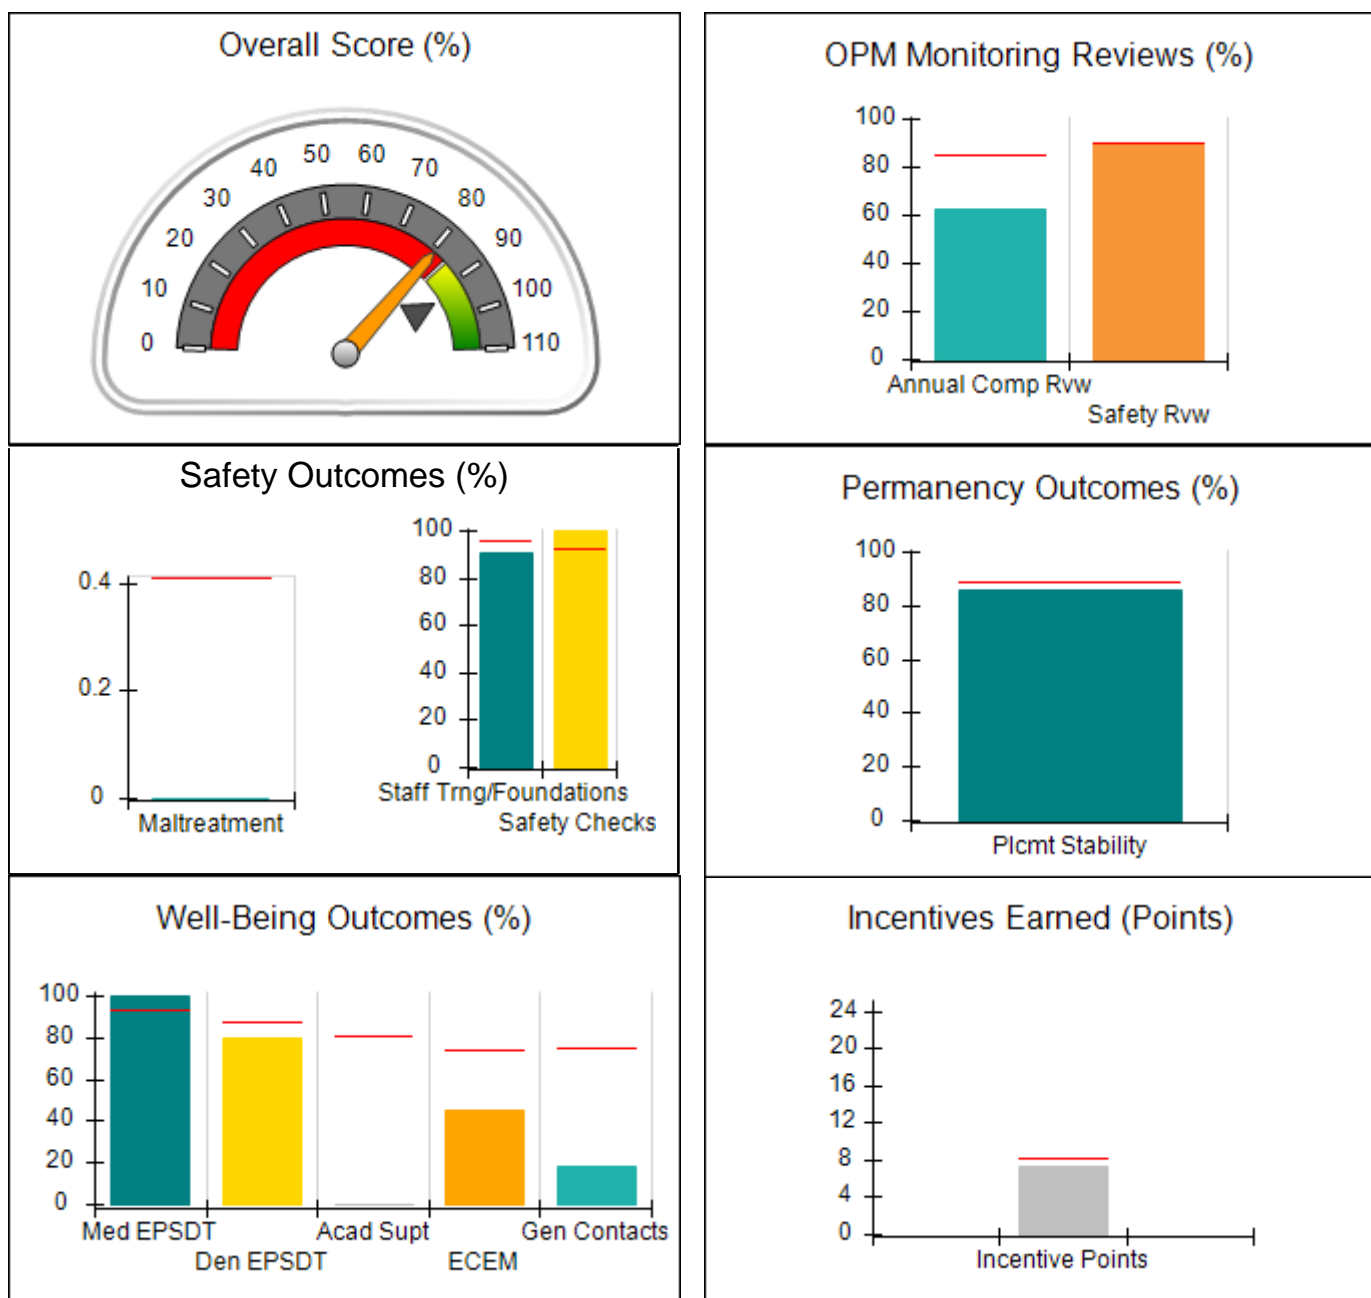 Overall Score (%)
0
10
20
30
40
50
60
70
80
90
100
110
OPM Monitoring Reviews (%)
100
80
60
40
20
0
Annual Comp Rvw
Safety Rvw
Safety Outcomes (%)
0.4
0.2
0
Maltreatment
100
80
60
40
20
0
Staff Trng/Foundations
Safety Checks
Permanency Outcomes (%)
100
80
60
40
20
0
Plcmt Stability
Well-Being Outcomes (%)
100
80
60
40
20
0
Med EPSDT
Den EPSDT
Acad Supt
ECEM
Gen Contacts
Incentives Earned (Points)
24
20
16
12
8
4
0
Incentive Points